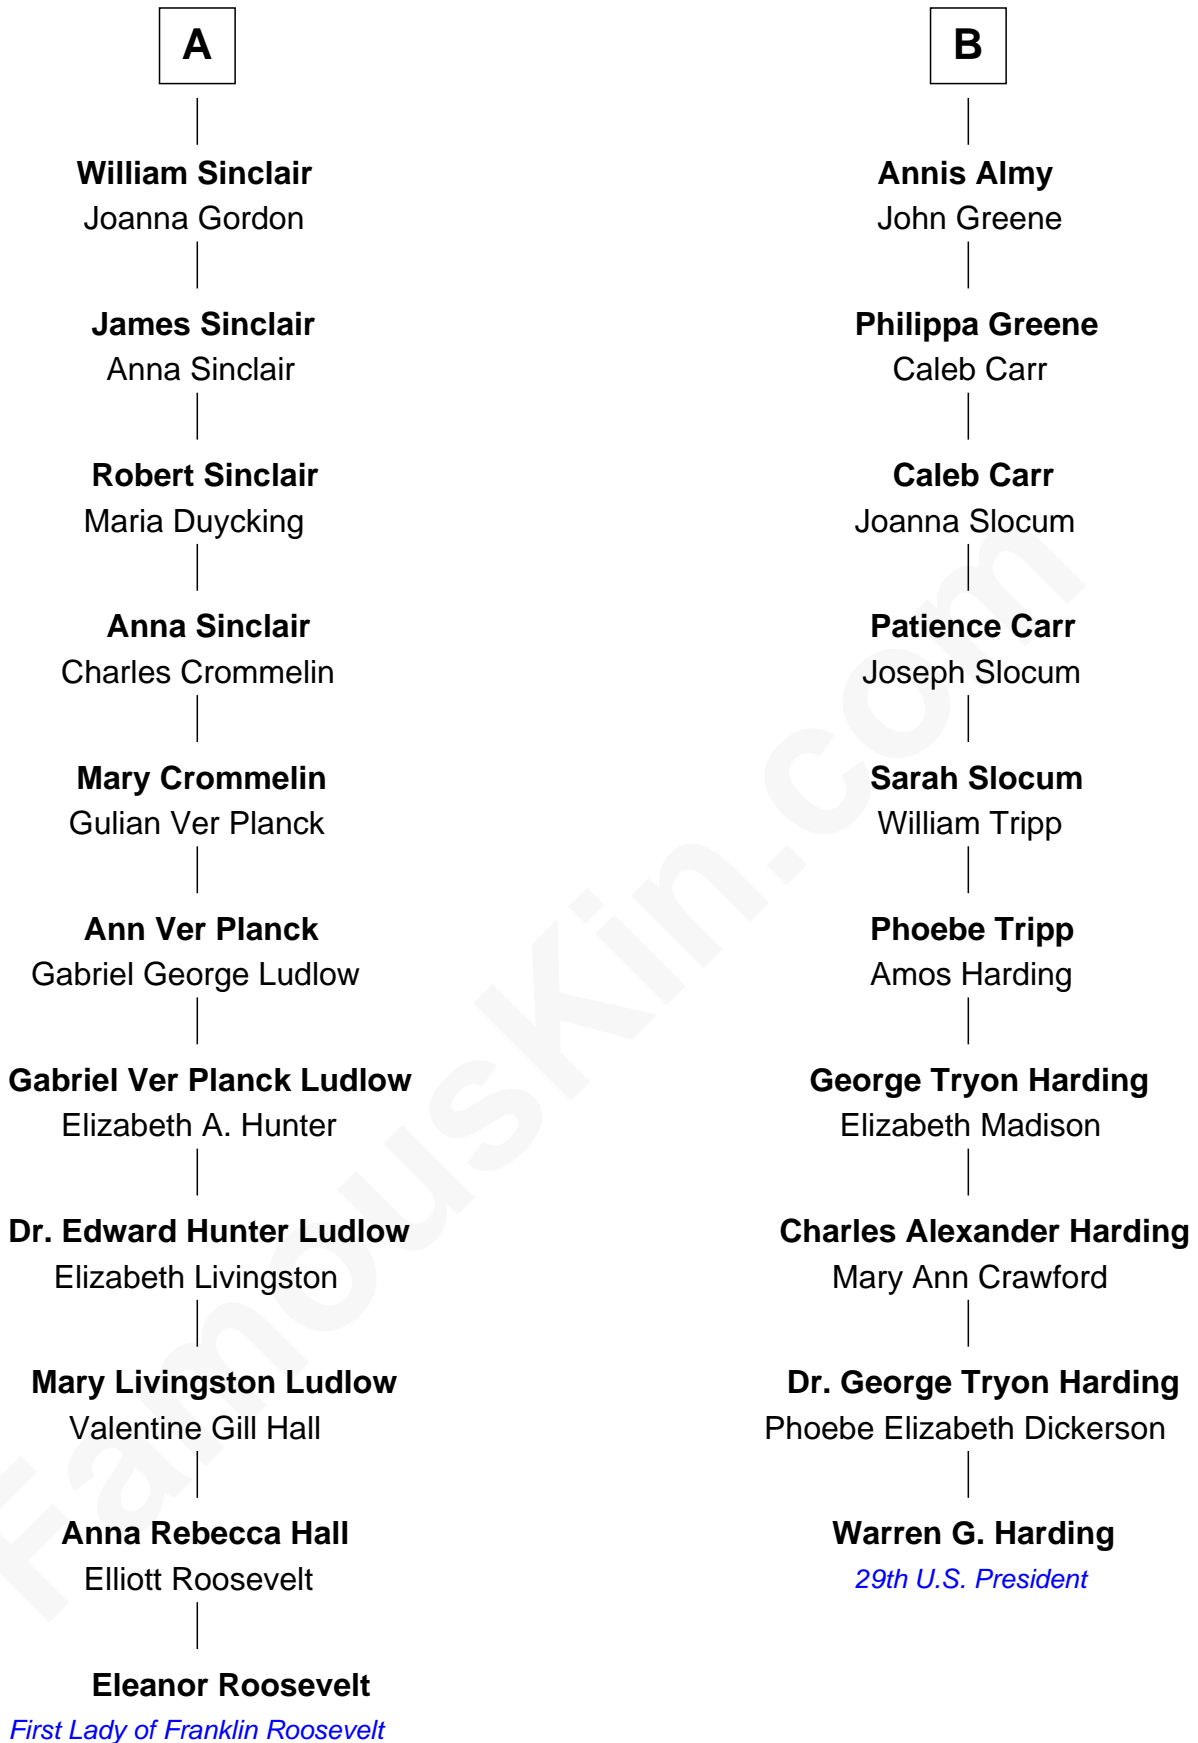 A
William Sinclair
Joanna Gordon
James Sinclair
Anna Sinclair
Robert Sinclair
Maria Duycking
Anna Sinclair
Charles Crommelin
Mary Crommelin
Gulian Ver Planck
Ann Ver Planck
Gabriel George Ludlow
Gabriel Ver Planck Ludlow
Elizabeth A. Hunter
Dr. Edward Hunter Ludlow
Elizabeth Livingston
Mary Livingston Ludlow
Valentine Gill Hall
Anna Rebecca Hall
Elliott Roosevelt
Eleanor Roosevelt
First Lady of Franklin Roosevelt
B
Annis Almy
John Greene
Philippa Greene
Caleb Carr
Caleb Carr
Joanna Slocum
Patience Carr
Joseph Slocum
Sarah Slocum
William Tripp
Phoebe Tripp
Amos Harding
George Tryon Harding
Elizabeth Madison
Charles Alexander Harding
Mary Ann Crawford
Dr. George Tryon Harding
Phoebe Elizabeth Dickerson
Warren G. Harding
29th U.S. President
FamousKin.com